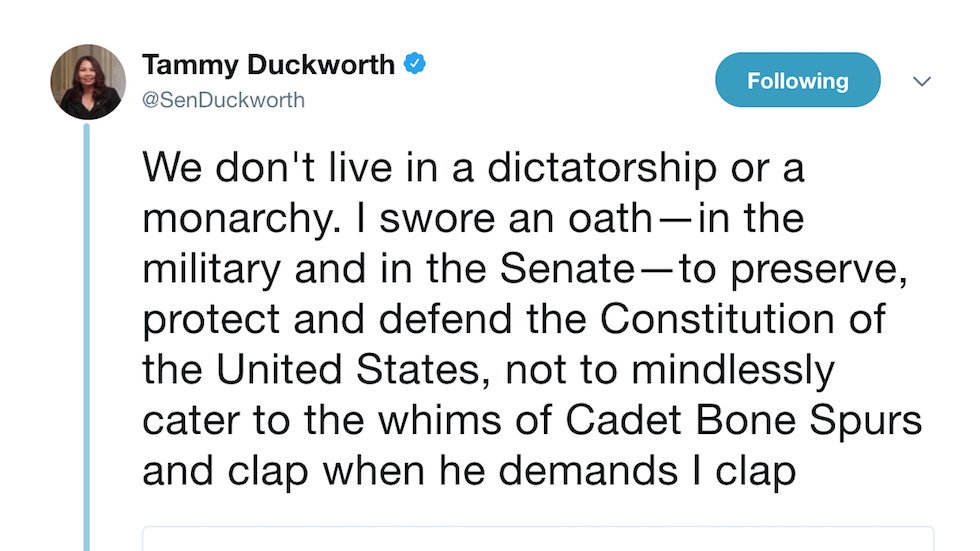 Tammy Duckworth
@SenDuckworth
Following
We don't live in a dictatorship or a
monarchy. I swore an oath—in the
military and in the Senate—to preserve,
protect and defend the Constitution of
the United States, not to mindlessly
cater to the whims of Cadet Bone Spurs
and clap when he demands I clap